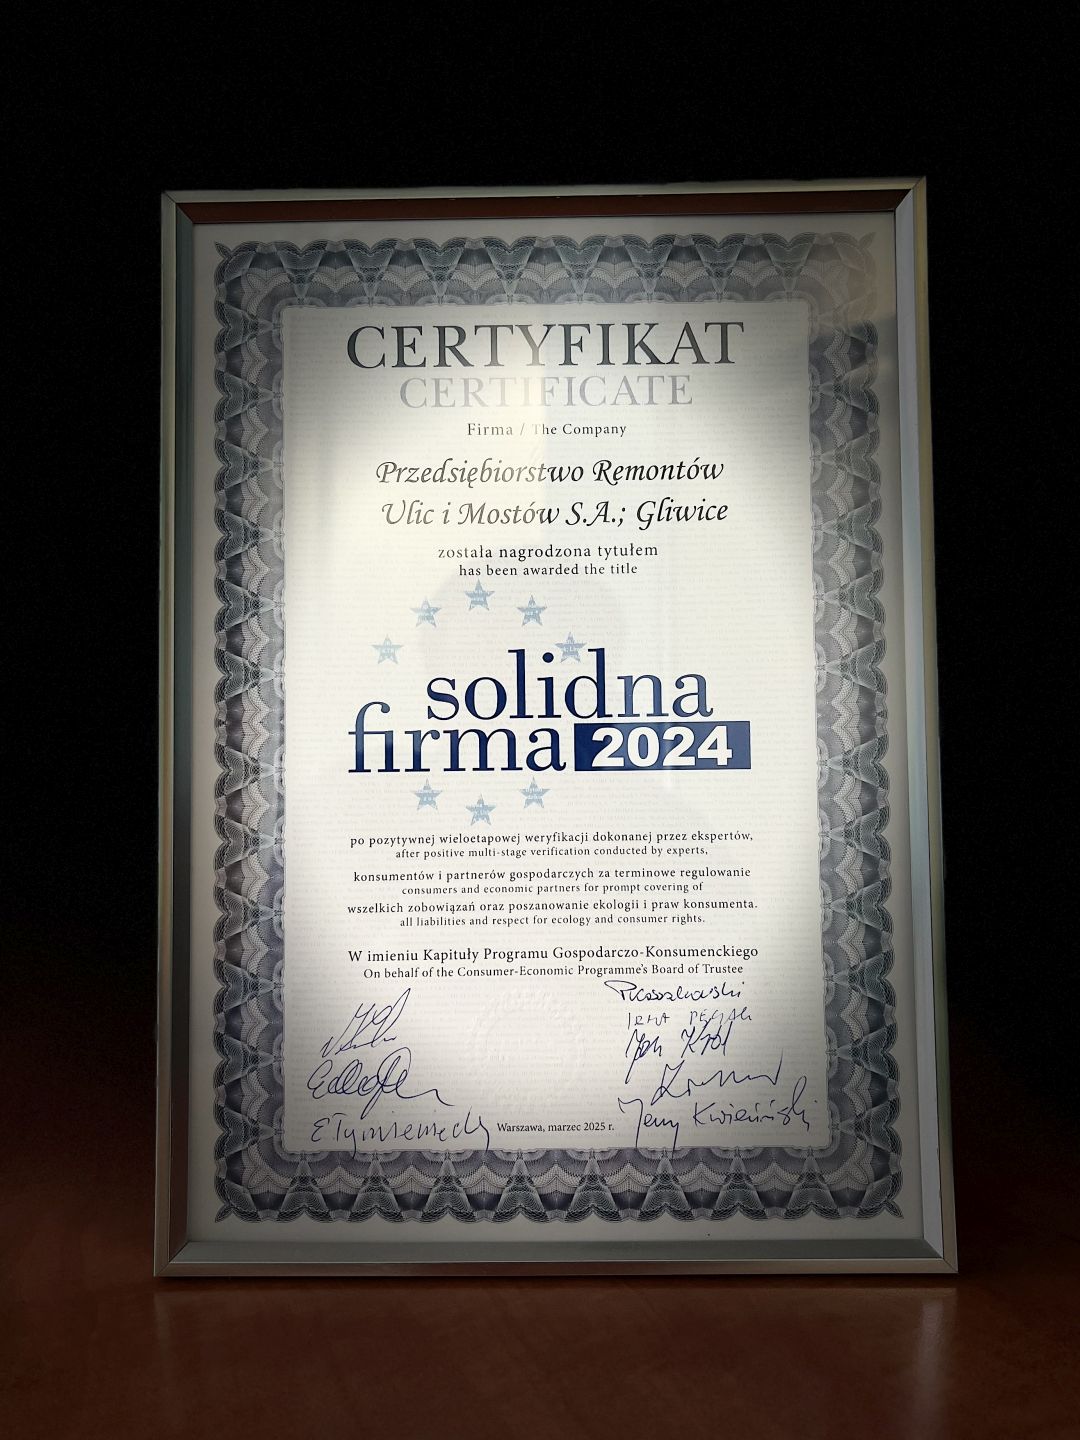 CERTYFIKAT
CERTIFICATE
Firma / The Company
Przedsiębiorstwo Remontów
Ulic i Mostów S.A.; Gliwice
została nagrodzona tytułem
has been awarded the title
solidna
firma 2024
po pozytywnej wieloetapowej weryfikacji dokonanej przez ekspertów,
after positive multi-stage verification conducted by experts,
konsumentów i partnerów gospodarczych za terminowe regulowanie
consumers and economic partners for prompt covering of
wszelkich zobowiązań oraz poszanowanie ekologii i praw konsumenta.
all liabilities and respect for ecology and consumer rights.
W imieniu Kapituły Programu Gospodarczo-Konsumenckiego
On behalf of the Consumer-Economic Programme's Board of Trustee
Warszawa, marzec 2025 r.